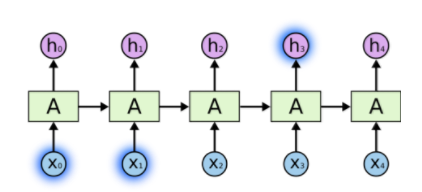 h₀ h₁ h₂ h₃ h₄
A A A A A
x₀ x₁ x₂ x₃ x₄